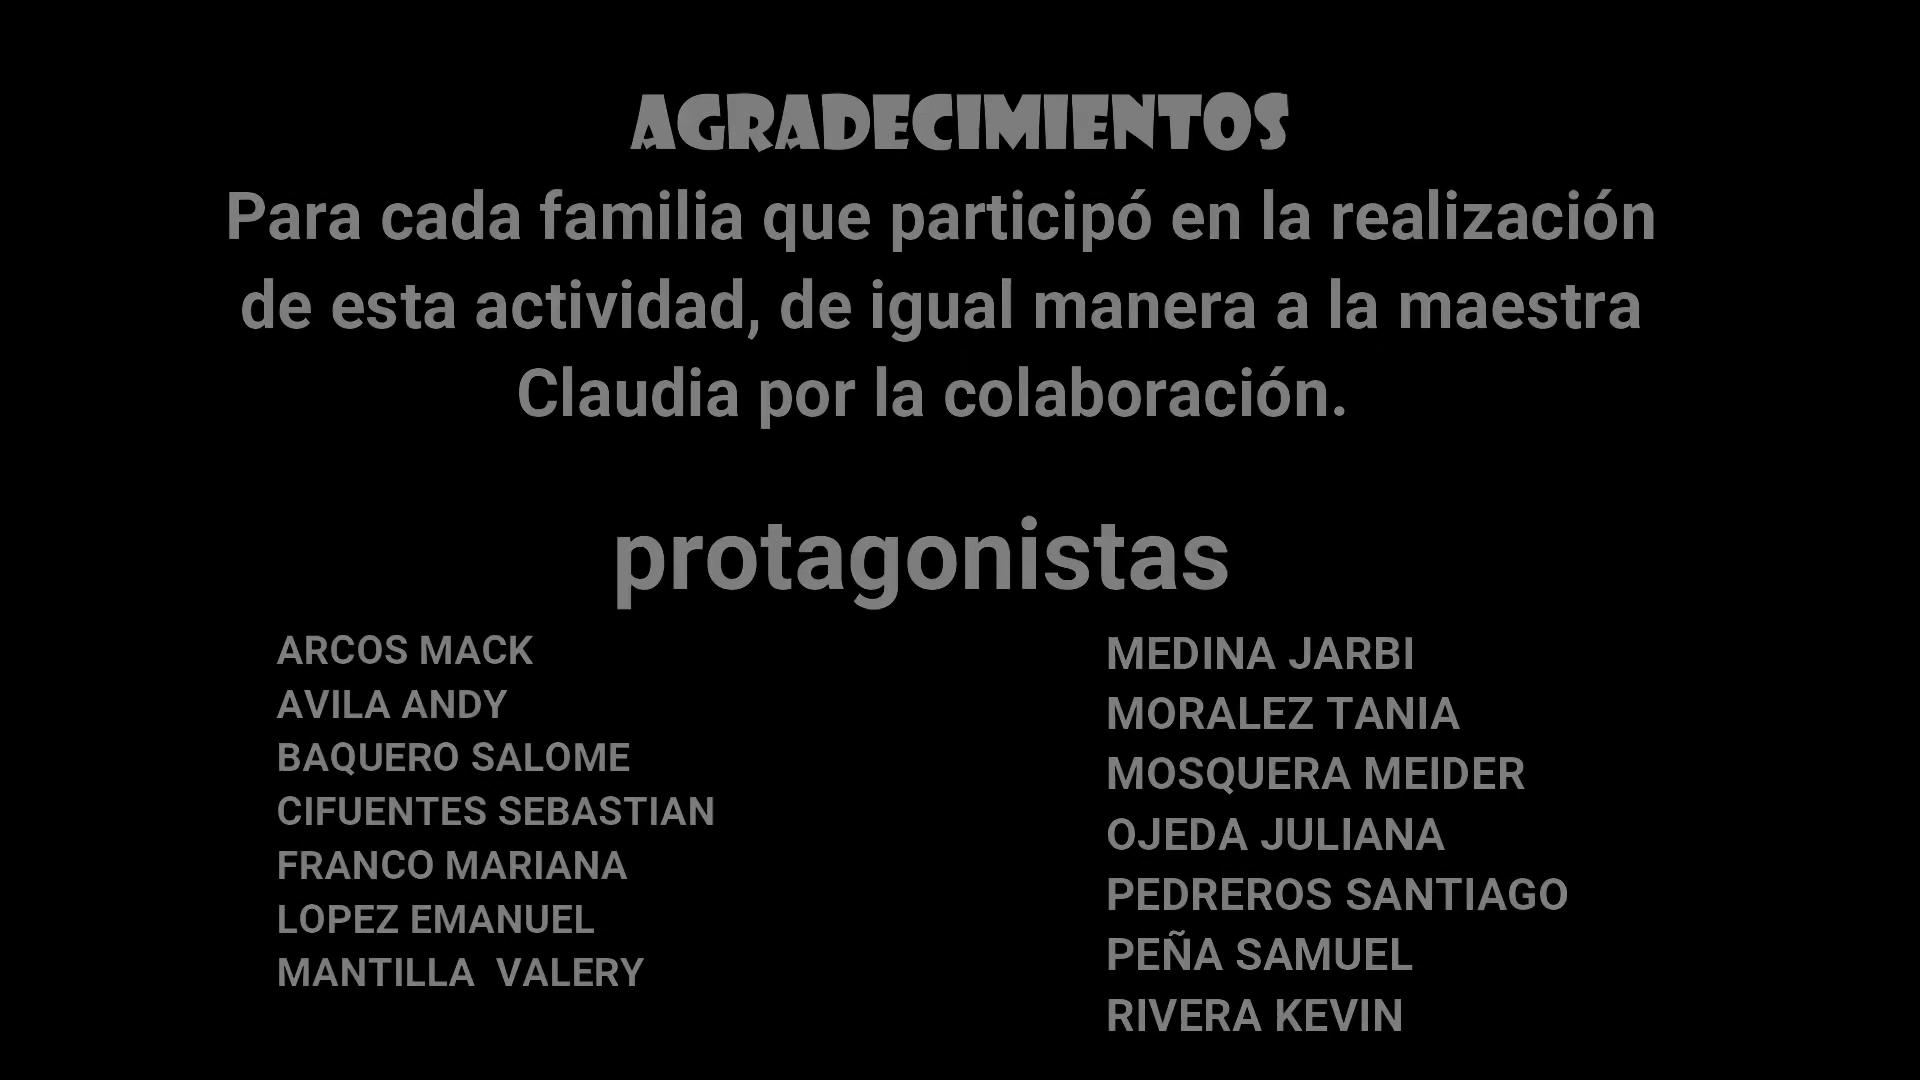 AGRADECIMIENTOS
Para cada familia que participó en la realización
de esta actividad, de igual manera a la maestra
Claudia por la colaboración.
protagonistas
ARCOS MACK
AVILA ANDY
BAQUERO SALOME
CIFUENTES SEBASTIAN
FRANCO MARIANA
LOPEZ EMANUEL
MANTILLA  VALERY
MEDINA JARBI
MORALEZ TANIA
MOSQUERA MEIDER
OJEDA JULIANA
PEDREROS SANTIAGO
PEÑA SAMUEL
RIVERA KEVIN